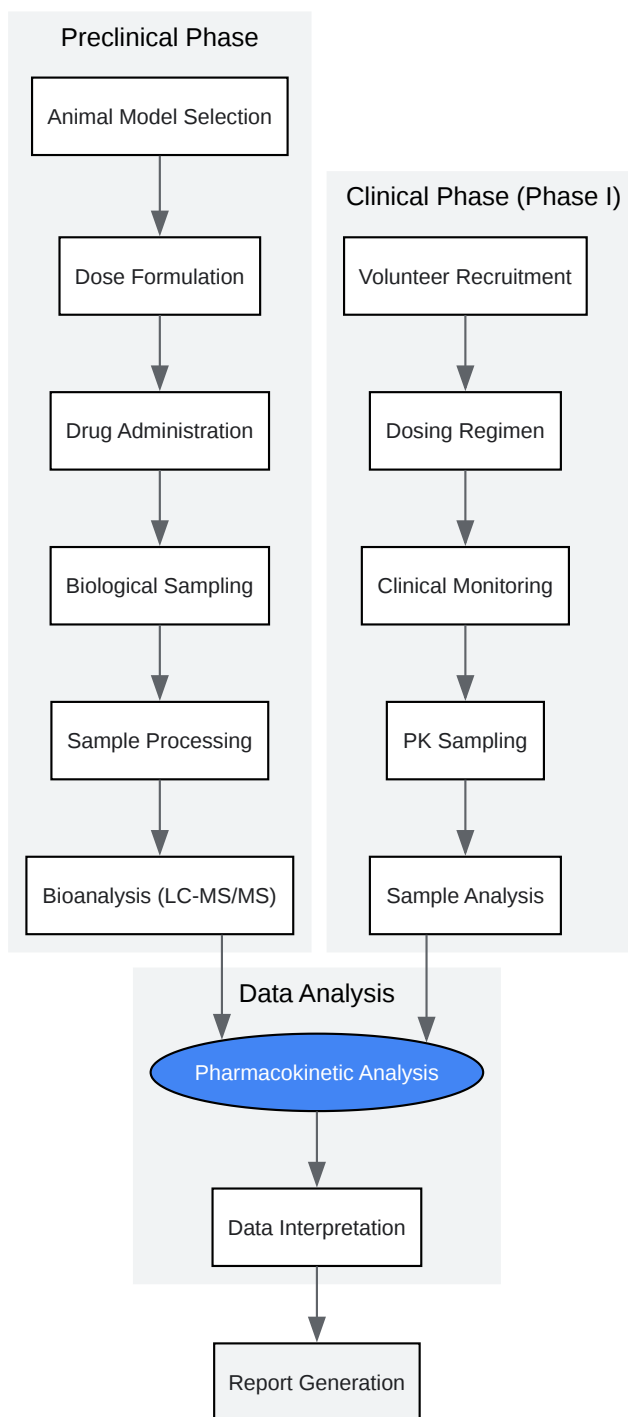 Preclinical Phase
Animal Model Selection
Dose Formulation
Drug Administration
Biological Sampling
Sample Processing
Bioanalysis (LC-MS/MS)
Clinical Phase (Phase I)
Volunteer Recruitment
Dosing Regimen
Clinical Monitoring
PK Sampling
Sample Analysis
Data Analysis
Pharmacokinetic Analysis
Data Interpretation
Report Generation